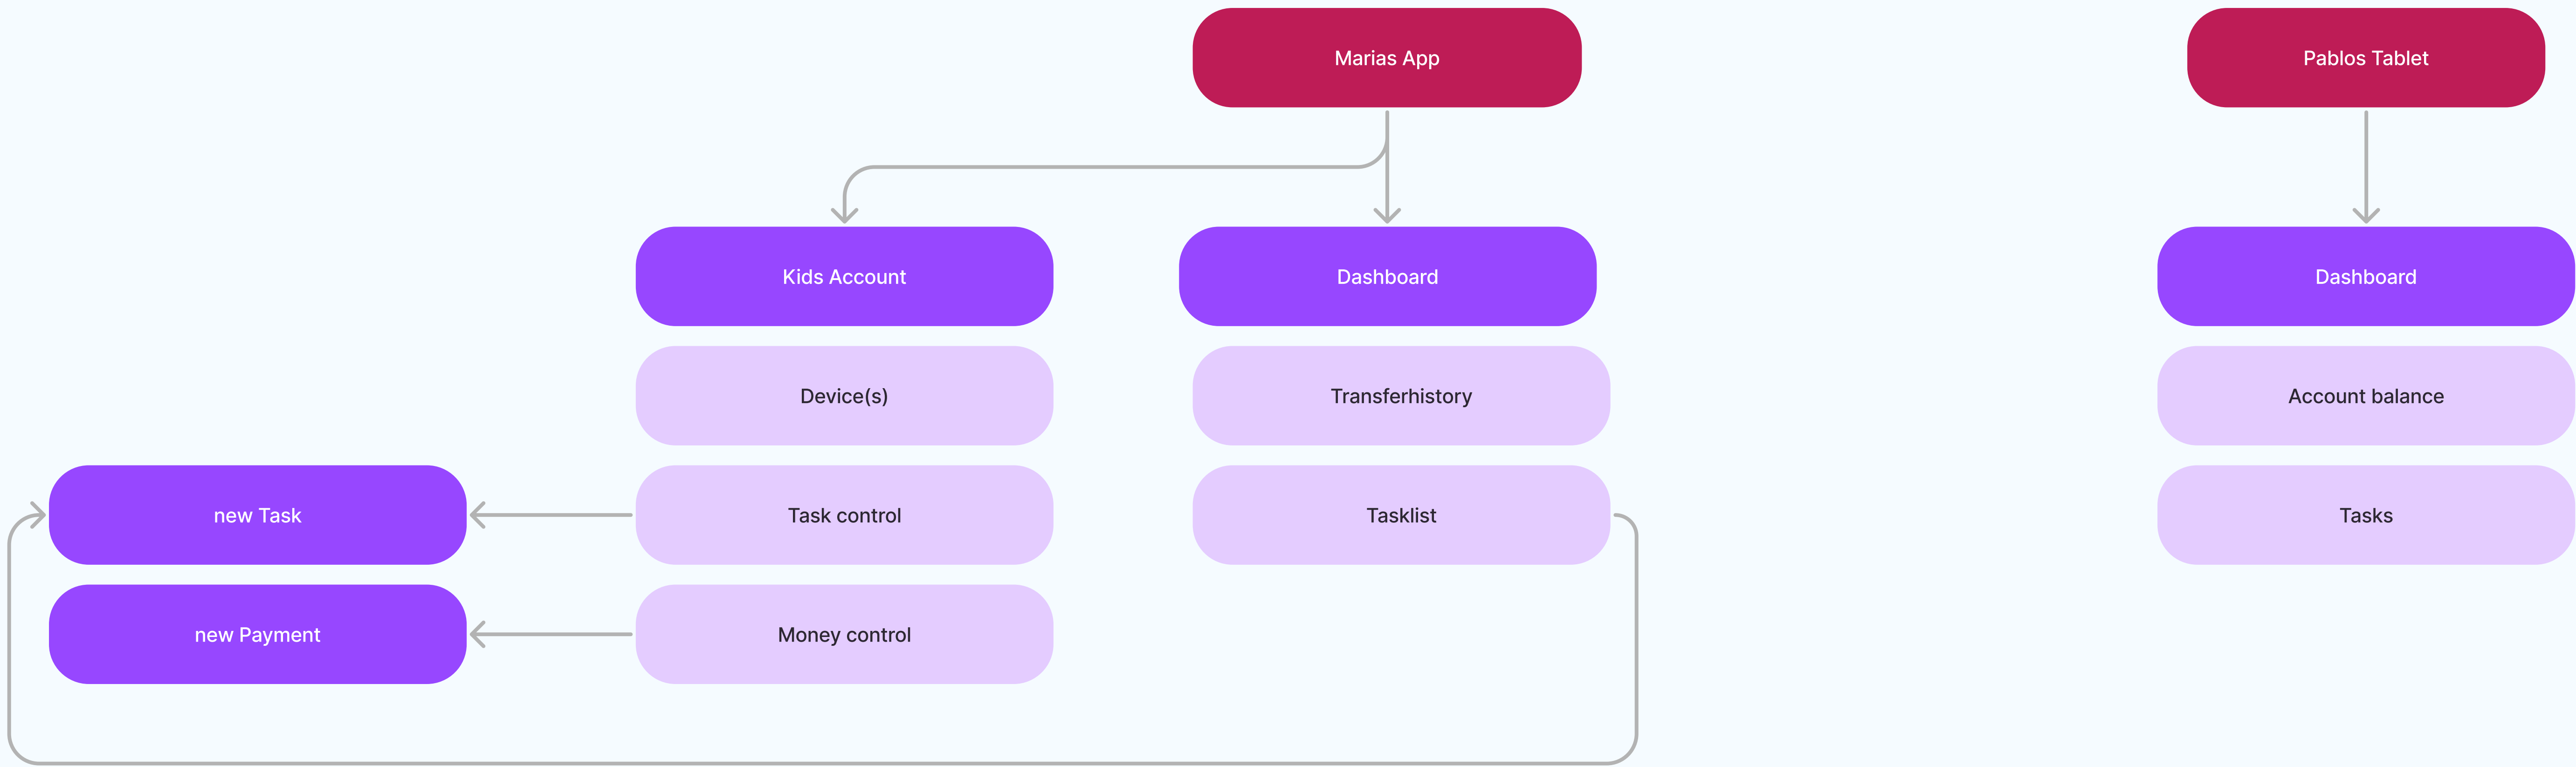 Marias App
Pablos Tablet
Kids Account
Dashboard
Dashboard
Device(s)
Transferhistory
Account balance
new Task
Task control
Tasklist
Tasks
new Payment
Money control